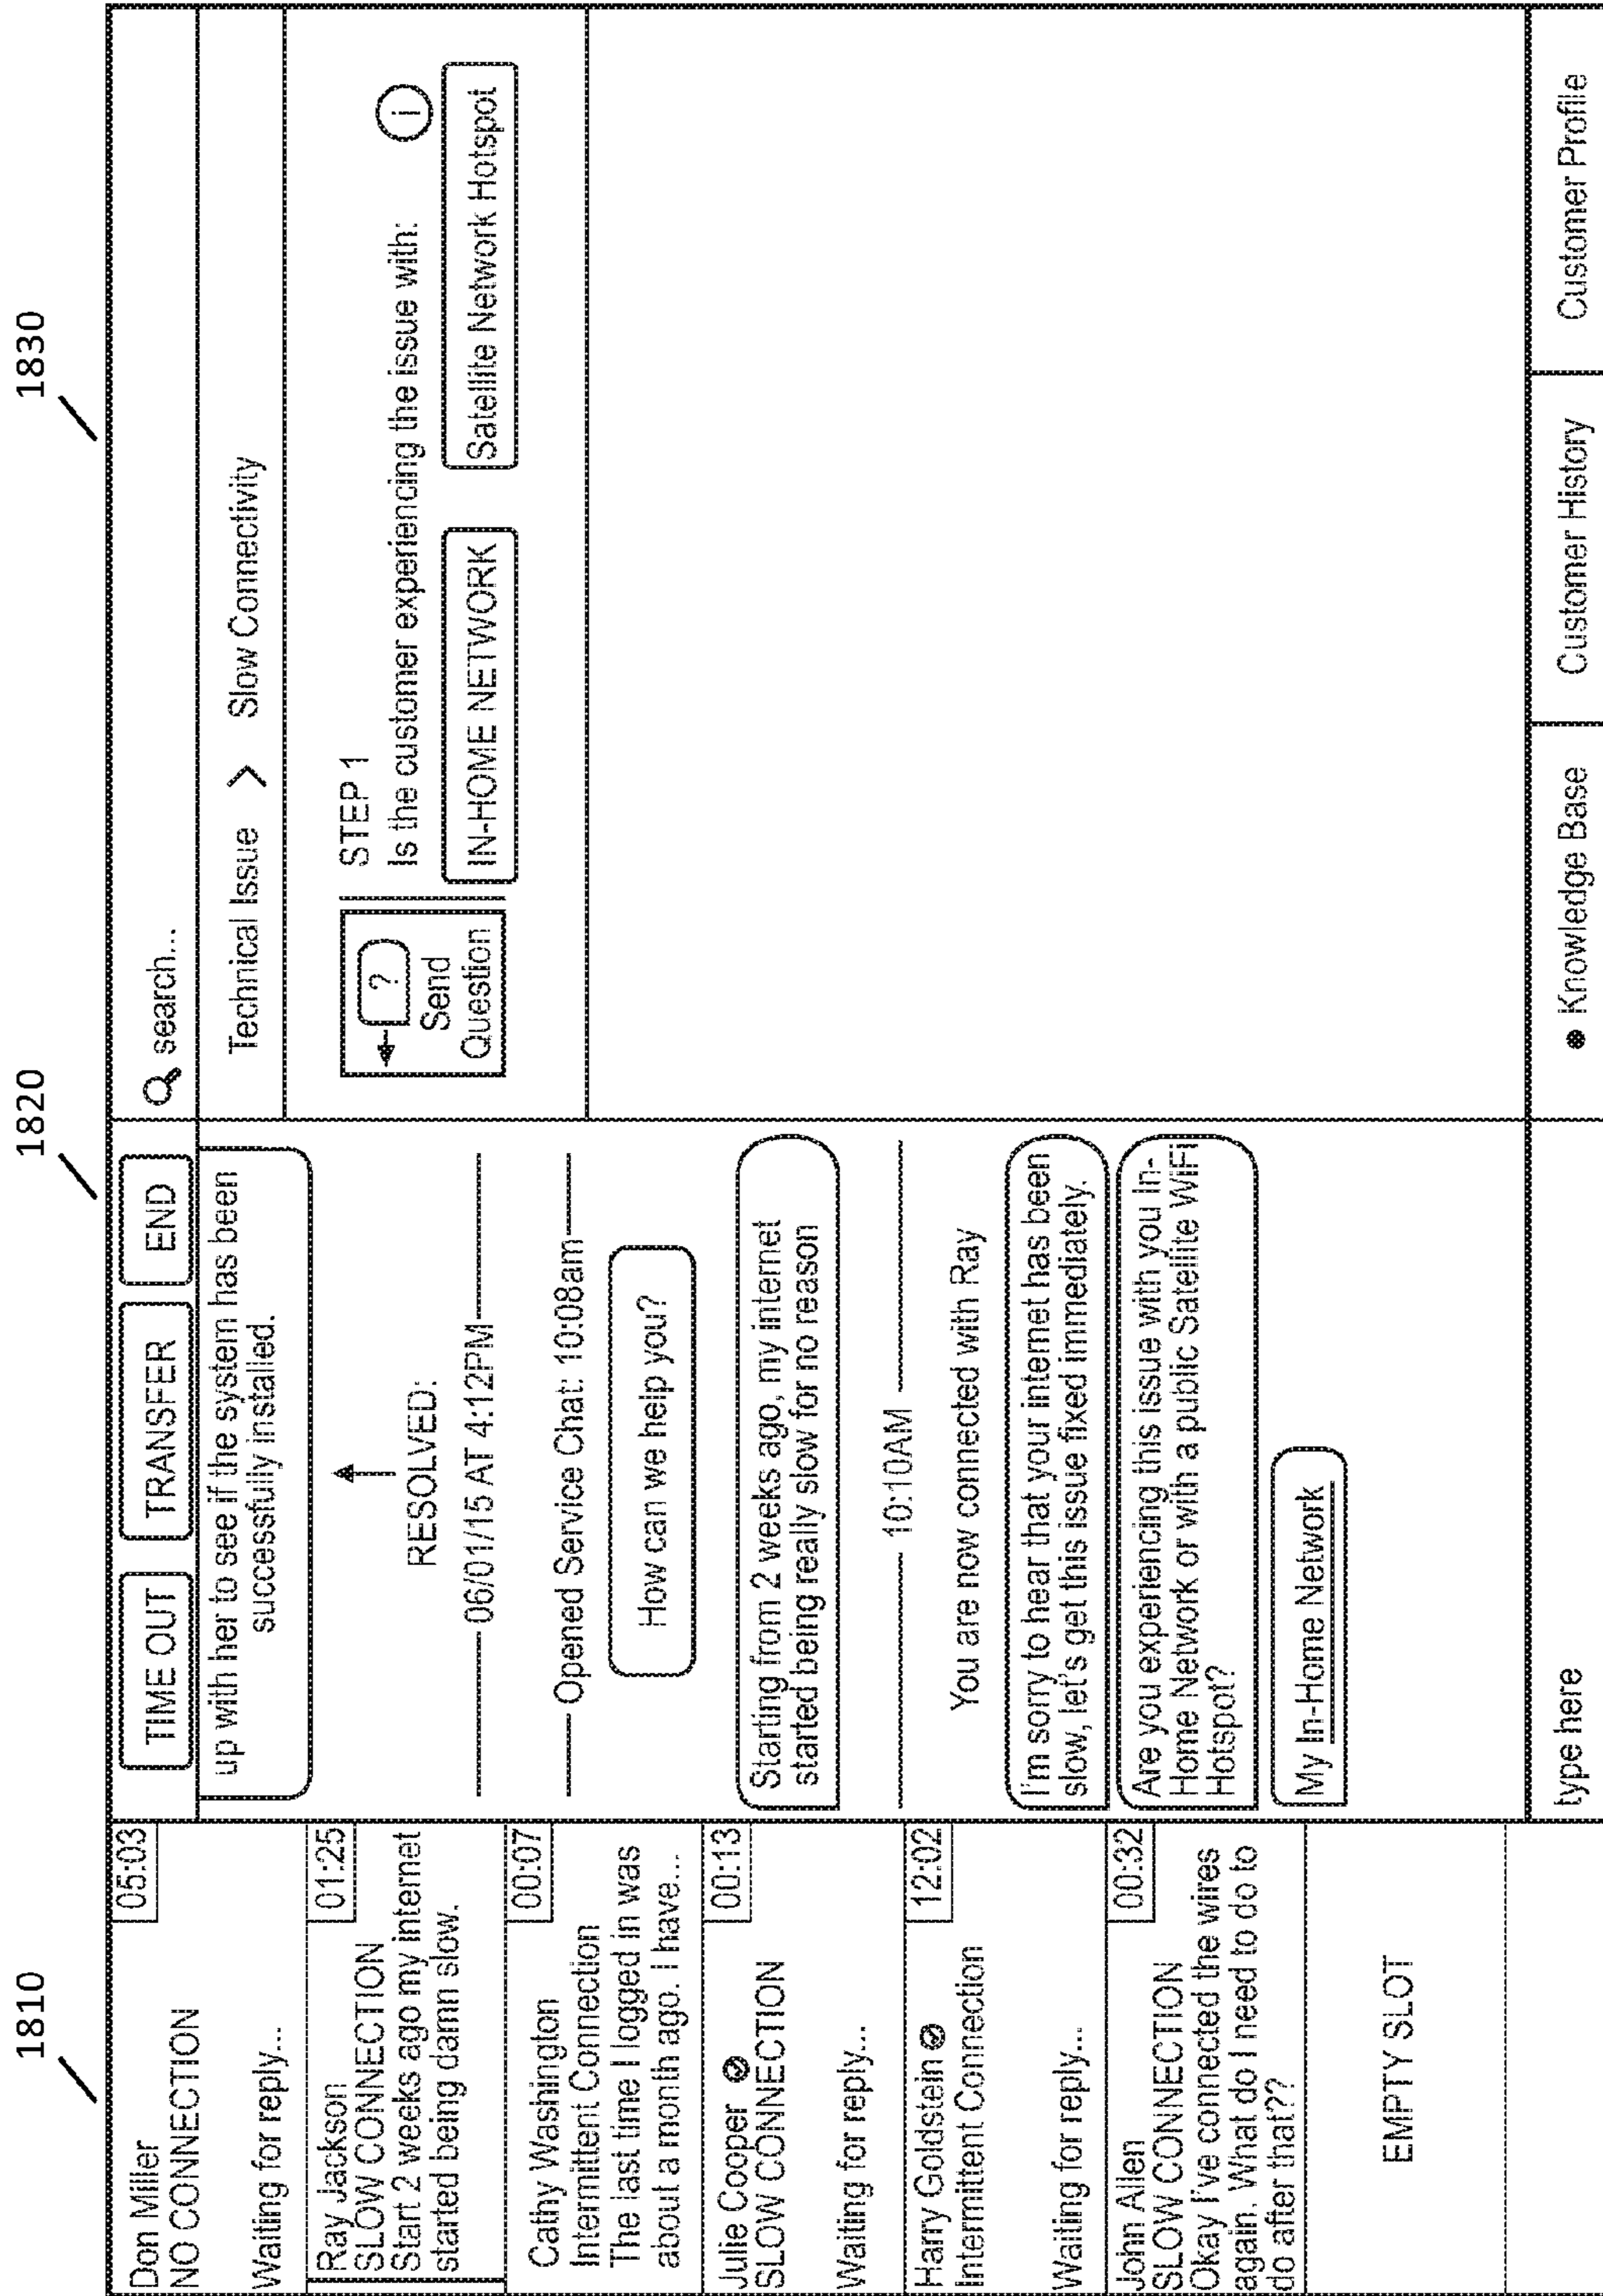 1810
1820
1830
Don Miller
05:03
NO CONNECTION
Waiting for reply...
Ray Jackson
01:25
SLOW CONNECTION
Start 2 weeks ago my internet
started being damn slow.
Cathy Washington
00:07
Intermittent Connection
The last time I logged in was
about a month ago. I have...
Julie Cooper
00:13
SLOW CONNECTION
Waiting for reply...
Harry Goldstein
12:02
Intermittent Connection
Waiting for reply...
John Allen
00:32
SLOW CONNECTION
Okay I've connected the wires
again. What do I need to do to
do after that??
EMPTY SLOT
TIME OUT
TRANSFER
END
up with her to see if the system has been
successfully installed.
RESOLVED:
06/01/15 AT 4:12PM
Opened Service Chat: 10:08am
How can we help you?
Starting from 2 weeks ago, my internet
started being really slow for no reason
10:10AM
You are now connected with Ray
I'm sorry to hear that your internet has been
slow, let's get this issue fixed immediately.
Are you experiencing this issue with you In-
Home Network or with a public Satellite WiFi
Hotspot?
My In-Home Network
type here
search...
Technical Issue > Slow Connectivity
?
Send
Question
STEP 1
Is the customer experiencing the issue with:
i
IN-HOME NETWORK
Satellite Network Hotspot
Knowledge Base
Customer History
Customer Profile